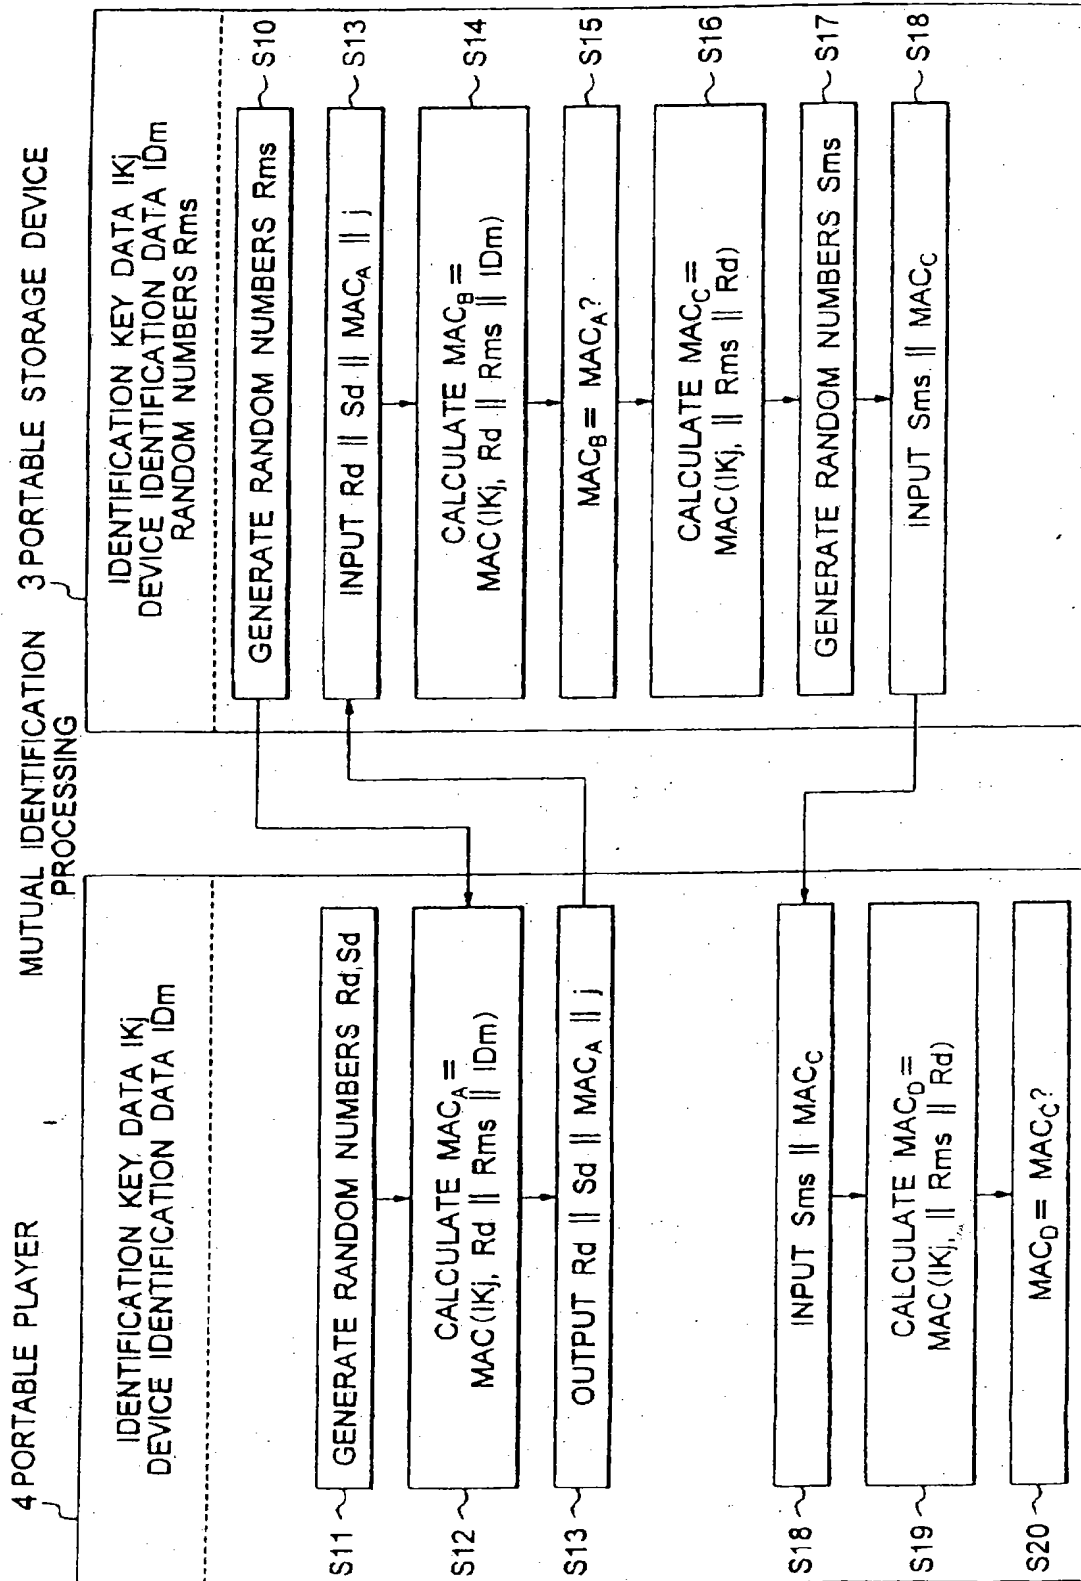 MUTUAL IDENTIFICATION
PROCESSING
4 PORTABLE PLAYER
IDENTIFICATION KEY DATA IKj
DEVICE IDENTIFICATION DATA IDm
S11
GENERATE RANDOM NUMBERS Rd,Sd
S12
CALCULATE MACA=
MAC(IKj, Rd || Rms || IDm)
S13
OUTPUT Rd || Sd || MACA || j
S18
INPUT Sms || MACC
S19
CALCULATE MACD=
MAC(IKj, || Rms || Rd)
S20
MACD= MACC?
3 PORTABLE STORAGE DEVICE
IDENTIFICATION KEY DATA IKj
DEVICE IDENTIFICATION DATA IDm
RANDOM NUMBERS Rms
GENERATE RANDOM NUMBERS Rms
S10
INPUT Rd || Sd || MACA || j
S13
CALCULATE MACB=
MAC(IKj, Rd || Rms || IDm)
S14
MACB= MACA?
S15
CALCULATE MACC=
MAC(IKj, || Rms || Rd)
S16
GENERATE RANDOM NUMBERS Sms
S17
INPUT Sms || MACC
S18